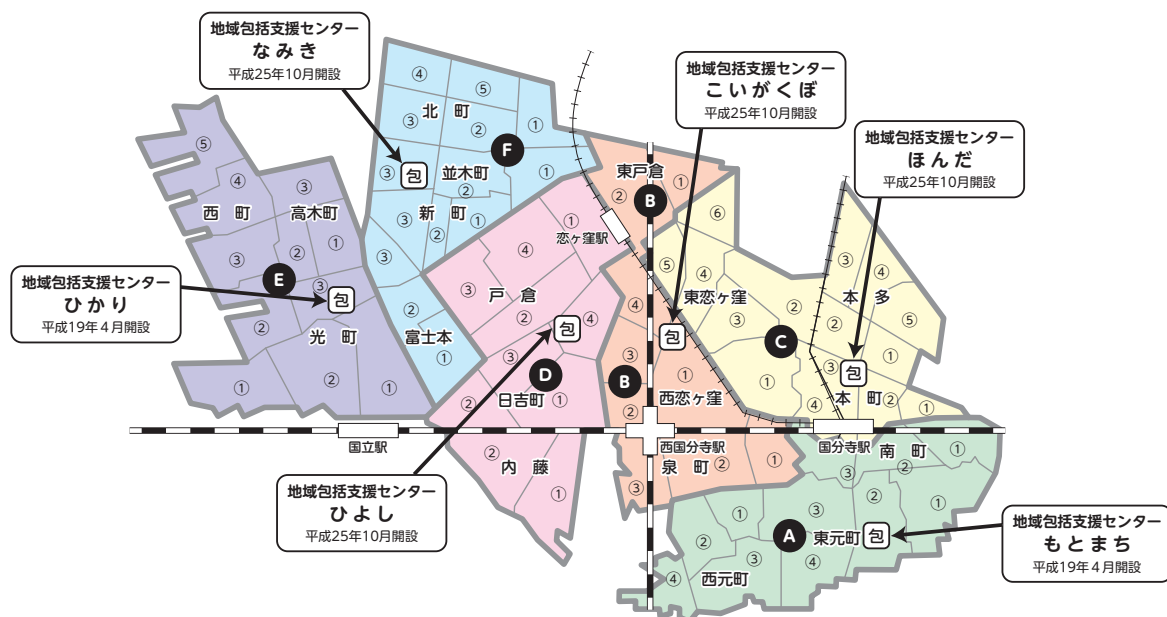 地域包括支援センター
なみき
平成25年10月開設
地域包括支援センター
こいがくぼ
平成25年10月開設
地域包括支援センター
ほんだ
平成25年10月開設
地域包括支援センター
ひかり
平成19年4月開設
地域包括支援センター
ひよし
平成25年10月開設
地域包括支援センター
もとまち
平成19年4月開設
⑤
④
③
西町
高木町
②
①
③
E
③
包
②
光町
①
②
①
④
⑤
北町
③
②
①
F
③
包
並木町
②
①
③
新町
②
①
③
②
富士本
①
①
④
③
戸倉
②
包
④
③
D
日吉町
②
①
②
内藤
①
東戸倉
②
①
B
恋ヶ窪駅
④
包
③
B
①
西恋ヶ窪
②
西国分寺駅
泉町
②
①
③
⑥
⑤
④
東恋ヶ窪
③
②
C
①
③
④
本多
②
⑤
①
包
本町
④
③
②
①
国立駅
国分寺駅
南町
③
②
①
①
③
②
①
A
東元町
包
②
③
④
西元町
④